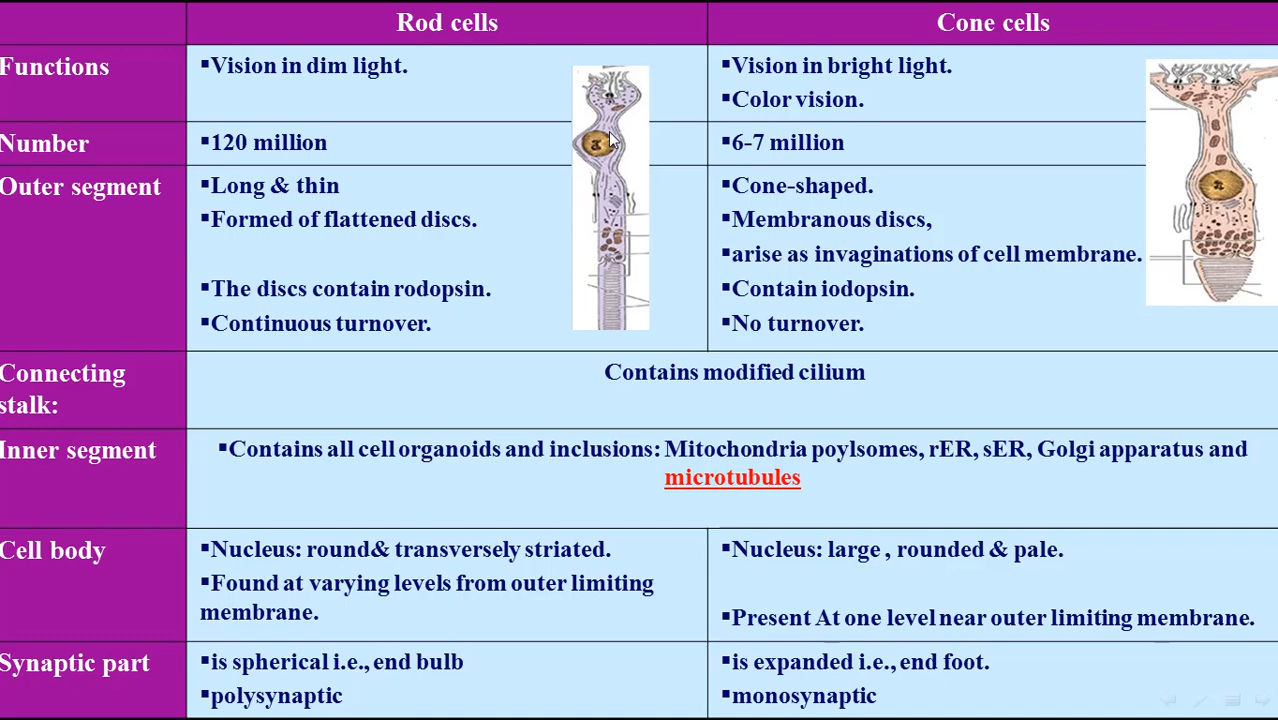 Rod cells
Cone cells
Functions
▪Vision in dim light.
▪Vision in bright light.
▪Color vision.
Number
▪120 million
▪6-7 million
Outer segment
▪Long & thin
▪Formed of flattened discs.
▪The discs contain rodopsin.
▪Continuous turnover.
▪Cone-shaped.
▪Membranous discs,
▪arise as invaginations of cell membrane.
▪Contain iodopsin.
▪No turnover.
Connecting
stalk:
Contains modified cilium
Inner segment
▪Contains all cell organoids and inclusions: Mitochondria poylsomes, rER, sER, Golgi apparatus and
microtubules
Cell body
▪Nucleus: round& transversely striated.
▪Found at varying levels from outer limiting
membrane.
▪Nucleus: large , rounded & pale.
▪Present At one level near outer limiting membrane.
Synaptic part
▪is spherical i.e., end bulb
▪polysynaptic
▪is expanded i.e., end foot.
▪monosynaptic